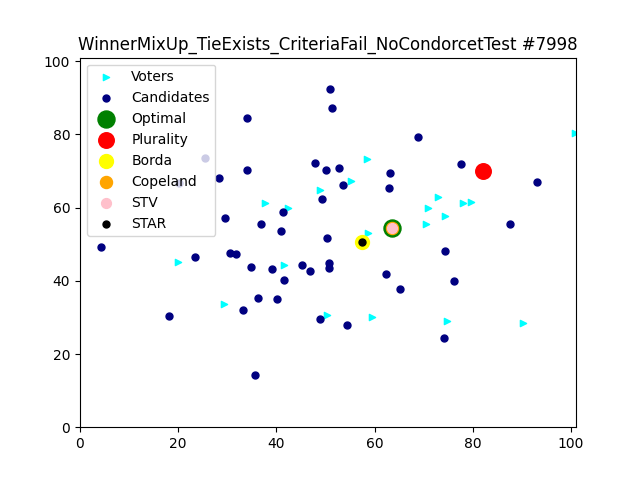 WinnerMixUp_TieExists_CriteriaFail_NoCondorcetTest #7998
100
80
60
40
20
0
Voters
Candidates
Optimal
Plurality
Borda
Copeland
STV
STAR
0 20 40 60 80 100